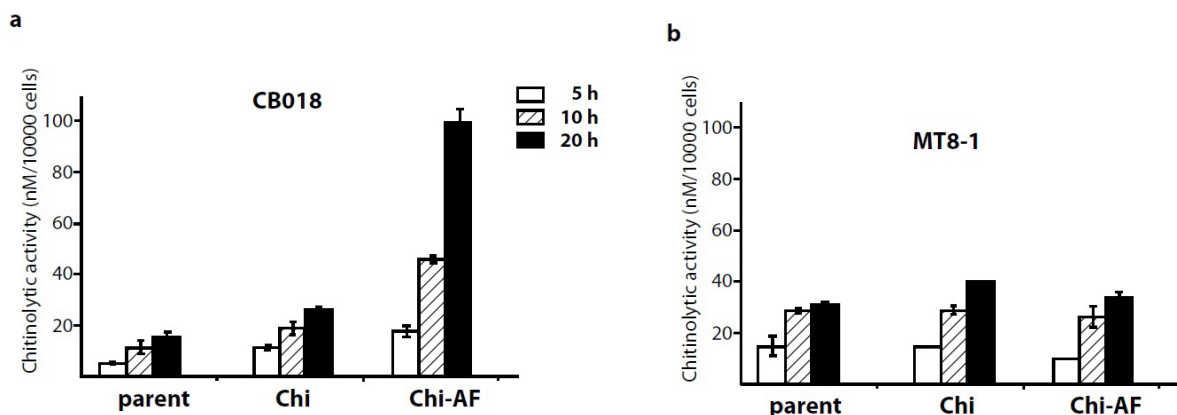 a
CB018
5 h
10 h
20 h
Chitinolytic activity (nM/10000 cells)
100
80
60
40
20
parent Chi Chi-AF
b
MT8-1
Chitinolytic activity (nM/10000 cells)
100
80
60
40
20
parent Chi Chi-AF